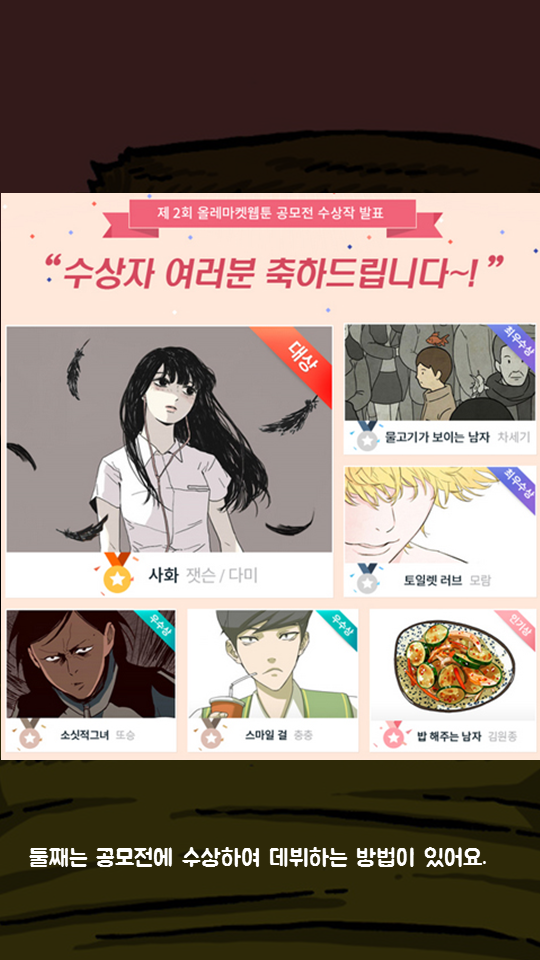 제 2회 올레마켓웹툰 공모전 수상작 발표
“수상자 여러분 축하드립니다~!”
대상
사화 잿슨 / 다미
최우수상
물고기가 보이는 남자 차세기
최우수상
토일렛 러브 모람
우수상
소싯적그녀 또승
우수상
스마일 걸 충충
인기상
밥 해주는 남자 김원종
둘째는 공모전에 수상하여 데뷔하는 방법이 있어요.